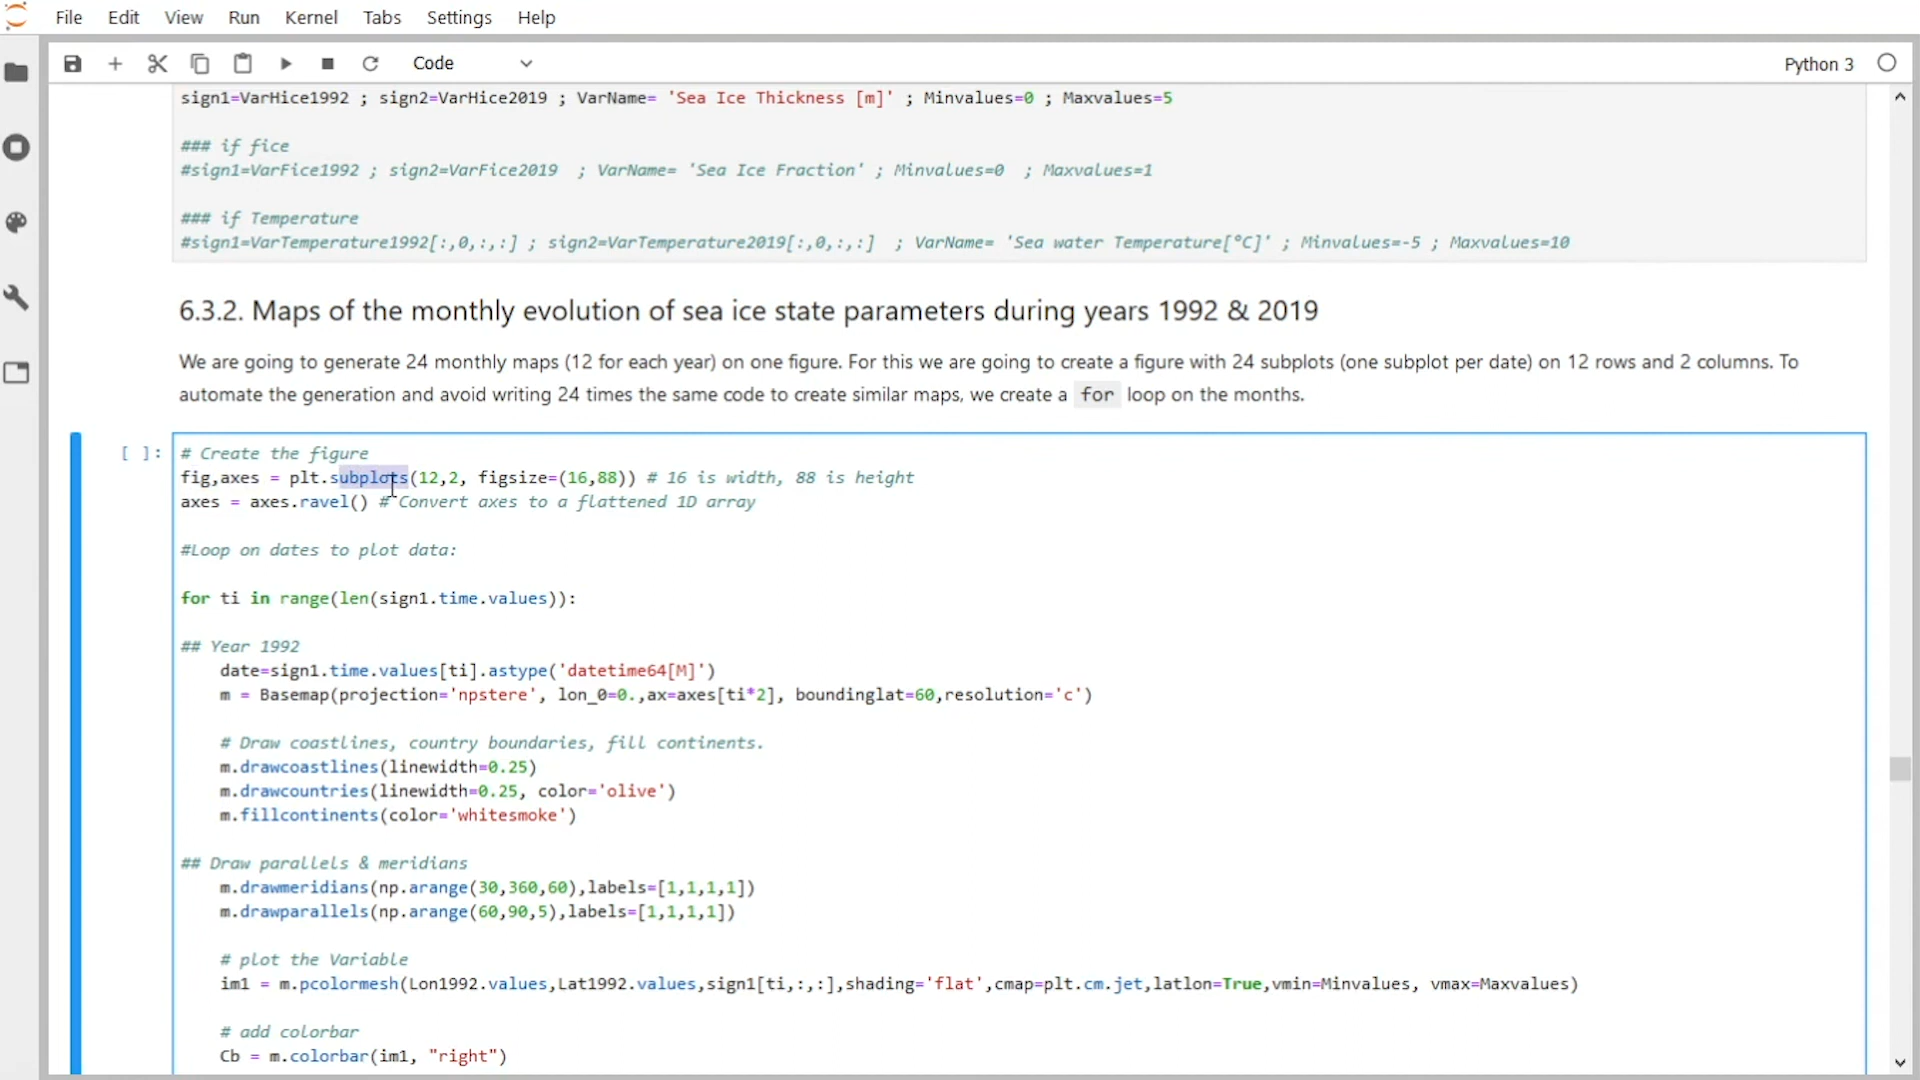 File Edit View Run Kernel Tabs Settings Help
Code Python 3
sign1=VarHice1992 ; sign2=VarHice2019 ; VarName= 'Sea Ice Thickness [m]' ; Minvalues=0 ; Maxvalues=5
### if fice
#sign1=VarFice1992 ; sign2=VarFice2019  ; VarName= 'Sea Ice Fraction' ; Minvalues=0  ; Maxvalues=1
### if Temperature
#sign1=VarTemperature1992[:,0,:,:] ; sign2=VarTemperature2019[:,0,:,:]  ; VarName= 'Sea water Temperature[°C]' ; Minvalues=-5 ; Maxvalues=10
6.3.2. Maps of the monthly evolution of sea ice state parameters during years 1992 & 2019
We are going to generate 24 monthly maps (12 for each year) on one figure. For this we are going to create a figure with 24 subplots (one subplot per date) on 12 rows and 2 columns. To
automate the generation and avoid writing 24 times the same code to create similar maps, we create a for loop on the months.
[ ]: # Create the figure
fig,axes = plt.subplots(12,2, figsize=(16,88)) # 16 is width, 88 is height
axes = axes.ravel() # Convert axes to a flattened 1D array
#Loop on dates to plot data:
for ti in range(len(sign1.time.values)):
## Year 1992
    date=sign1.time.values[ti].astype('datetime64[M]')
    m = Basemap(projection='npstere', lon_0=0.,ax=axes[ti*2], boundinglat=60,resolution='c')
    # Draw coastlines, country boundaries, fill continents.
    m.drawcoastlines(linewidth=0.25)
    m.drawcountries(linewidth=0.25, color='olive')
    m.fillcontinents(color='whitesmoke')
## Draw parallels & meridians
    m.drawmeridians(np.arange(30,360,60),labels=[1,1,1,1])
    m.drawparallels(np.arange(60,90,5),labels=[1,1,1,1])
    # plot the Variable
    im1 = m.pcolormesh(Lon1992.values,Lat1992.values,sign1[ti,:,:],shading='flat',cmap=plt.cm.jet,latlon=True,vmin=Minvalues, vmax=Maxvalues)
    # add colorbar
    Cb = m.colorbar(im1, "right")